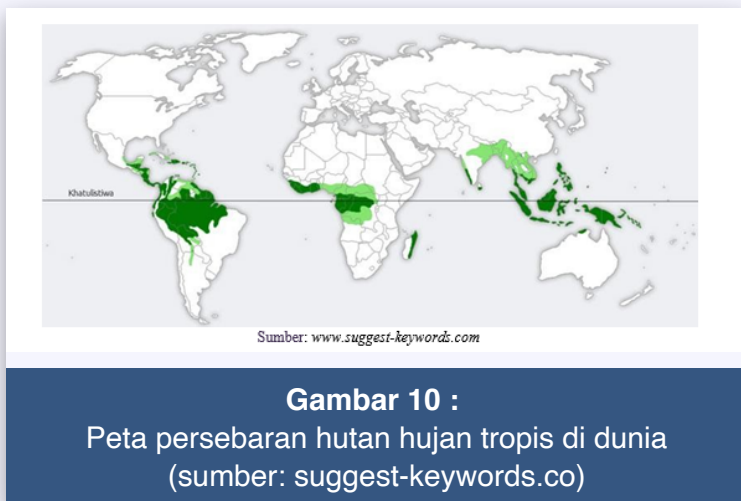 Khatulistiwa
Sumber: www.suggest-keywords.com
Gambar 10 :
Peta persebaran hutan hujan tropis di dunia
(sumber: suggest-keywords.co)